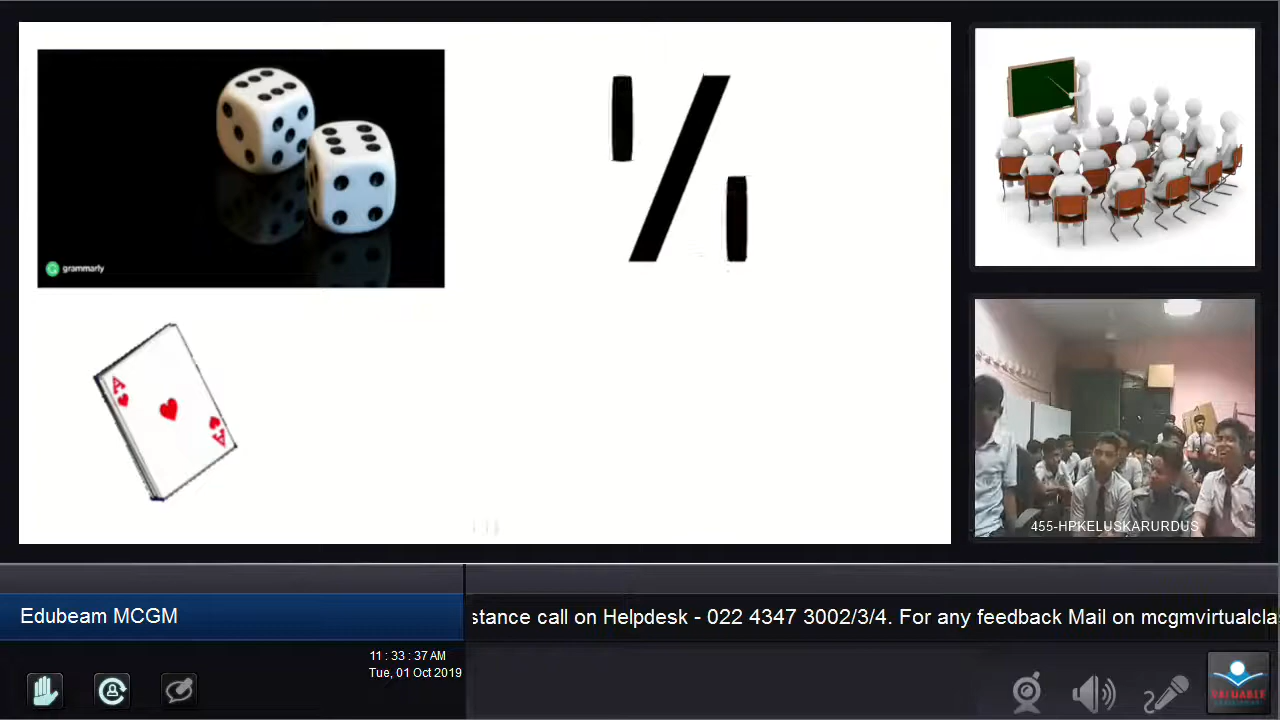 grammarly
A
A
455-HPKELUSKARURDUS
Edubeam MCGM
stance call on Helpdesk - 022 4347 3002/3/4. For any feedback Mail on mcgmvirtualcla
11 : 33 : 37 AM
Tue, 01 Oct 2019
VALUABLE